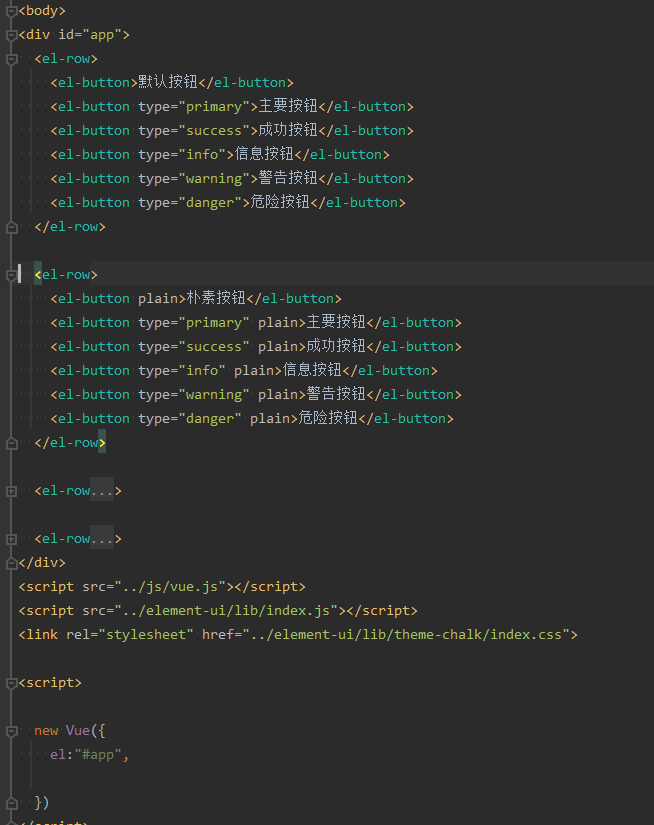 <body>
<div id="app">
<el-row>
<el-button>默认按钮</el-button>
<el-button type="primary">主要按钮</el-button>
<el-button type="success">成功按钮</el-button>
<el-button type="info">信息按钮</el-button>
<el-button type="warning">警告按钮</el-button>
<el-button type="danger">危险按钮</el-button>
</el-row>
<el-row>
<el-button plain>朴素按钮</el-button>
<el-button type="primary" plain>主要按钮</el-button>
<el-button type="success" plain>成功按钮</el-button>
<el-button type="info" plain>信息按钮</el-button>
<el-button type="warning" plain>警告按钮</el-button>
<el-button type="danger" plain>危险按钮</el-button>
</el-row>
<el-row...>
<el-row...>
</div>
<script src="../js/vue.js"></script>
<script src="../element-ui/lib/index.js"></script>
<link rel="stylesheet" href="../element-ui/lib/theme-chalk/index.css">
<script>
new Vue({
el:"#app",
})
</script>